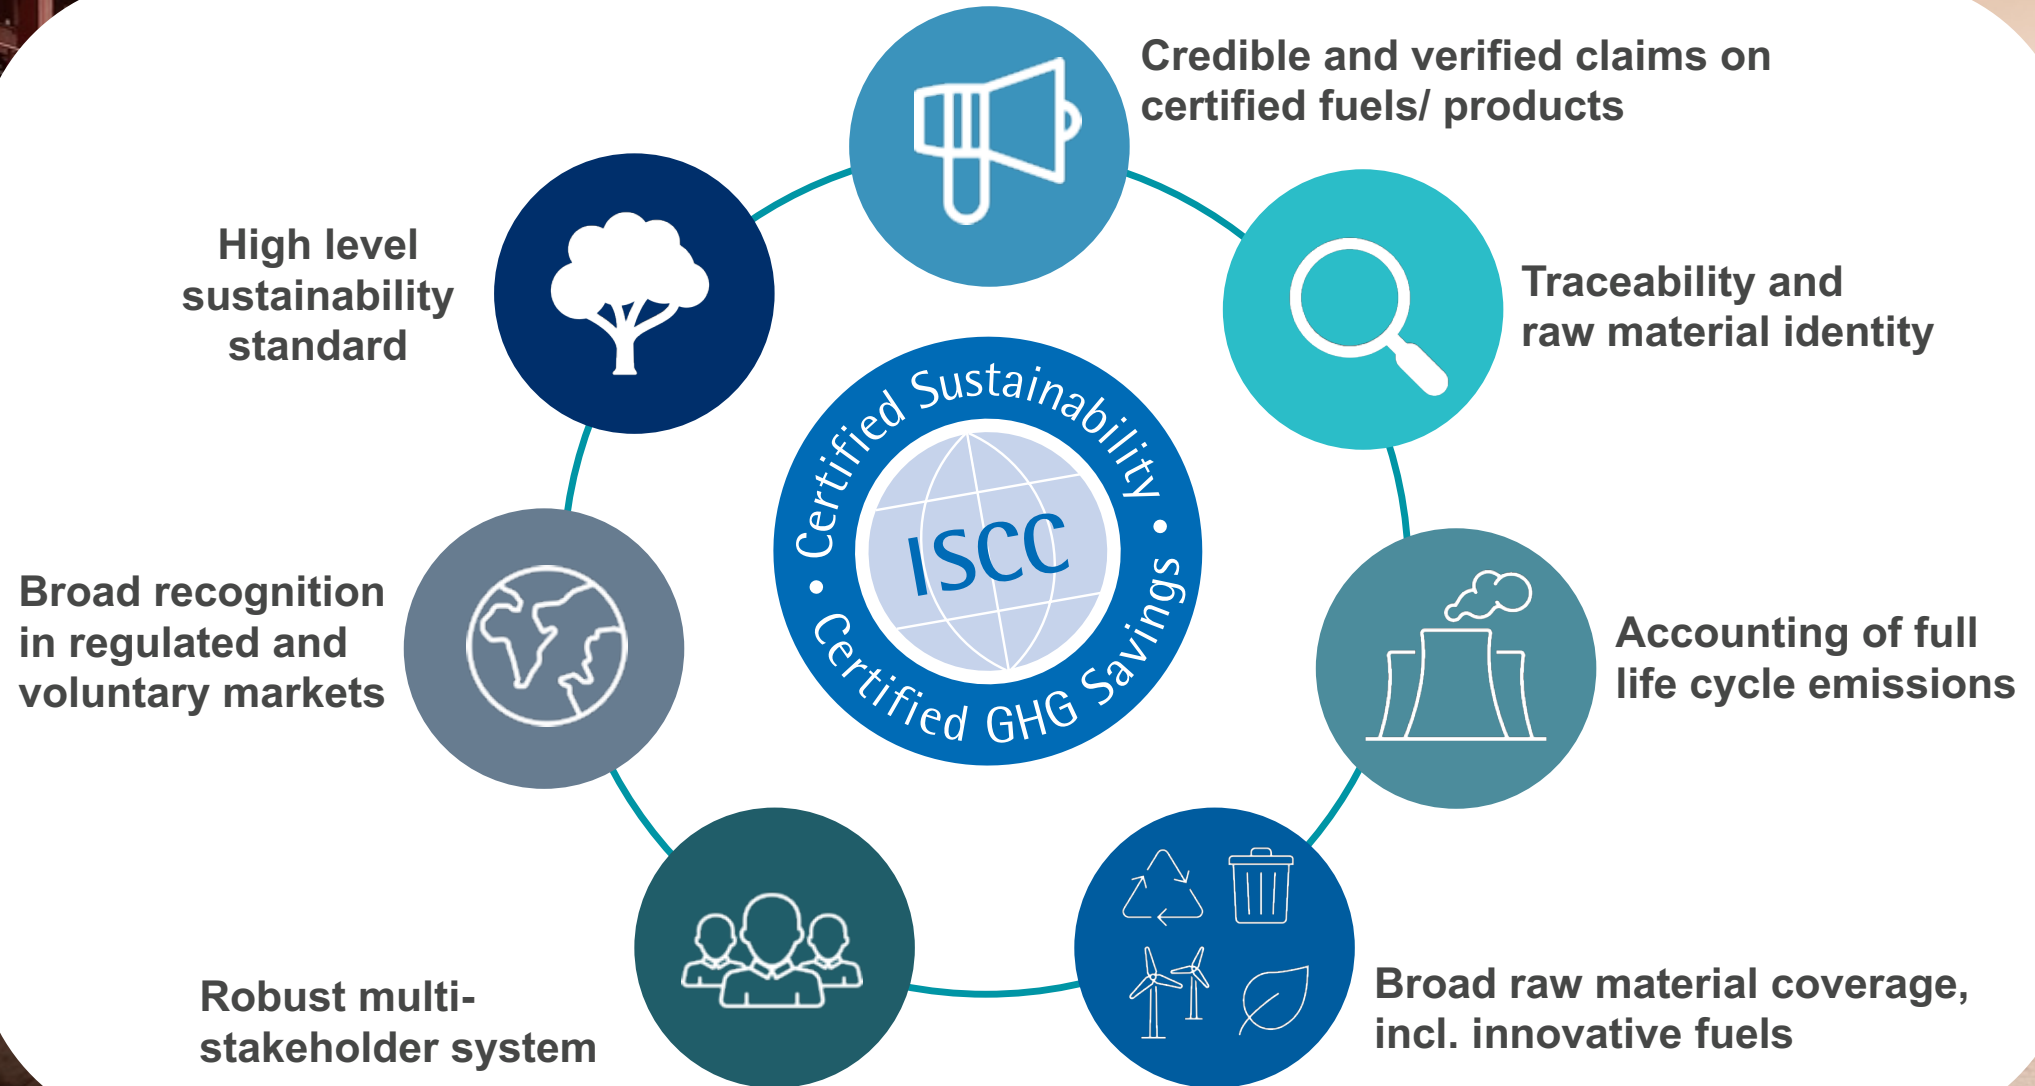 Credible and verified claims on
certified fuels/ products
Traceability and
raw material identity
Accounting of full
life cycle emissions
Broad raw material coverage,
incl. innovative fuels
Robust multi-
stakeholder system
Broad recognition
in regulated and
voluntary markets
High level
sustainability
standard
• Certified Sustainability •
ISCC
Certified GHG Savings